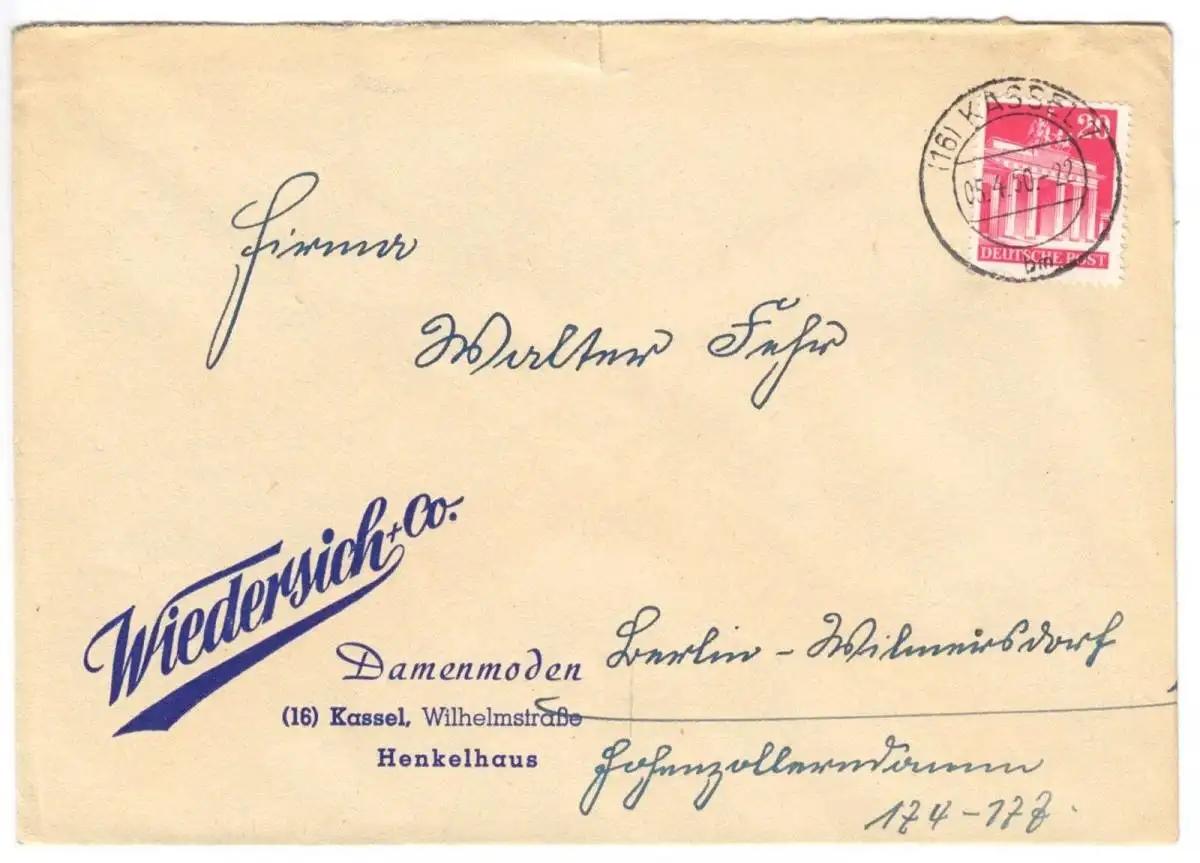 (16) KASSEL 7
05.4.50.-22
20
DEUTSCHE POST
Firma
Walter Fehr
Wiedersich + Co.
Damenmoden
(16) Kassel, Wilhelmstraße
Henkelhaus
Berlin - Wilmersdorf
Hohenzollerndamm
174-177.